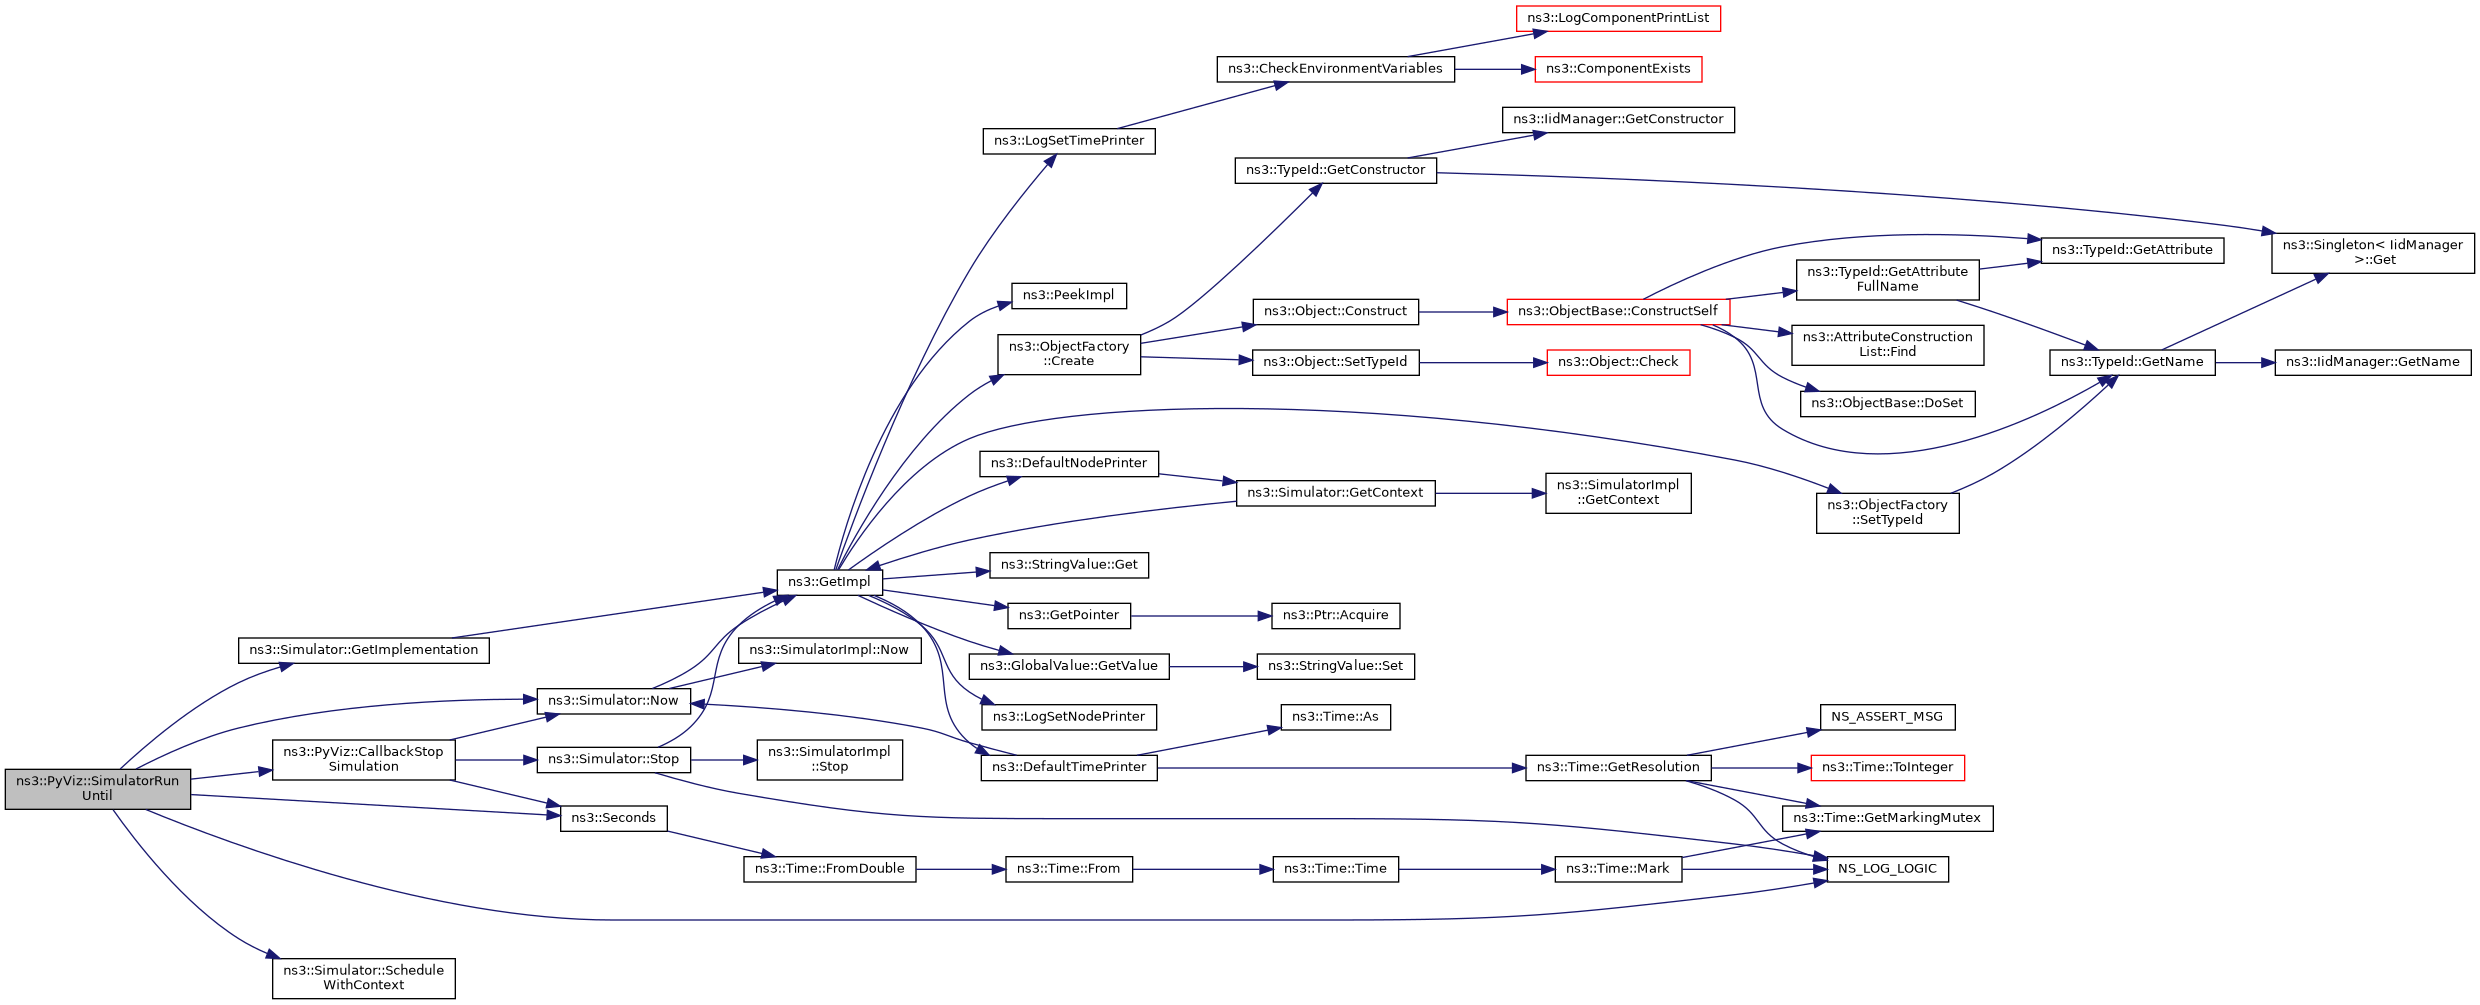 ns3::LogComponentPrintList
ns3::CheckEnvironmentVariables
ns3::ComponentExists
ns3::IidManager::GetConstructor
ns3::LogSetTimePrinter
ns3::TypeId::GetConstructor
ns3::Singleton< IidManager
>::Get
ns3::TypeId::GetAttribute
ns3::TypeId::GetAttribute
FullName
ns3::PeekImpl
ns3::Object::Construct
ns3::ObjectBase::ConstructSelf
ns3::AttributeConstruction
List::Find
ns3::ObjectFactory
::Create
ns3::Object::SetTypeId
ns3::Object::Check
ns3::TypeId::GetName
ns3::IidManager::GetName
ns3::ObjectBase::DoSet
ns3::DefaultNodePrinter
ns3::Simulator::GetContext
ns3::SimulatorImpl
::GetContext
ns3::ObjectFactory
::SetTypeId
ns3::StringValue::Get
ns3::GetImpl
ns3::GetPointer
ns3::Ptr::Acquire
ns3::Simulator::GetImplementation
ns3::SimulatorImpl::Now
ns3::GlobalValue::GetValue
ns3::StringValue::Set
ns3::Simulator::Now
ns3::LogSetNodePrinter
ns3::Time::As
NS_ASSERT_MSG
ns3::PyViz::CallbackStop
Simulation
ns3::Simulator::Stop
ns3::SimulatorImpl
::Stop
ns3::DefaultTimePrinter
ns3::Time::GetResolution
ns3::Time::ToInteger
ns3::PyViz::SimulatorRun
Until
ns3::Seconds
ns3::Time::GetMarkingMutex
ns3::Time::FromDouble
ns3::Time::From
ns3::Time::Time
ns3::Time::Mark
NS_LOG_LOGIC
ns3::Simulator::Schedule
WithContext